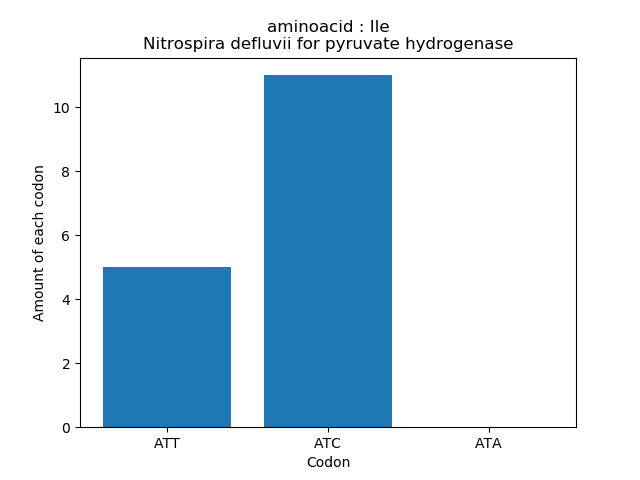 aminoacid : Ile
Nitrospira defluvii for pyruvate hydrogenase
Amount of each codon
10
8
6
4
2
0
ATT ATC ATA
Codon